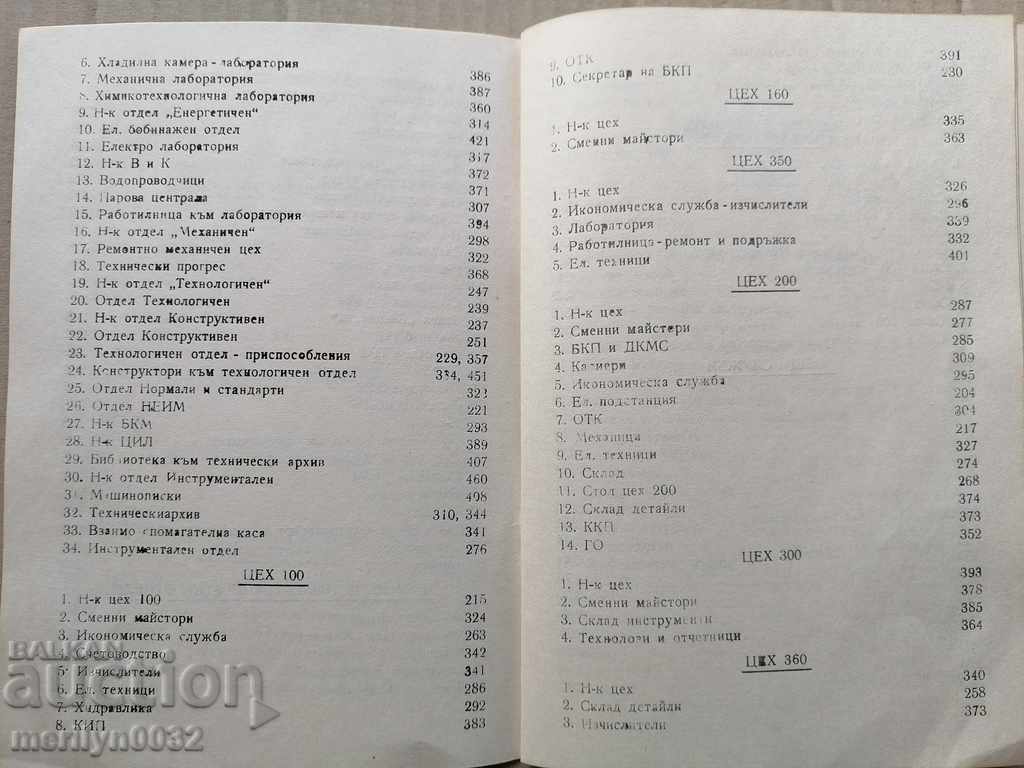 6. Хладилна камера - лаборатория 386
7. Механична лаборатория 387
8. Химикотехнологична лаборатория 360
9. Н-к отдел „Енергетичен“ 314
10. Ел. бобинажен отдел 421
11. Електро лаборатория 317
12. Н-к В и К 372
13. Водопроводчици 371
14. Парова централа 307
15. Работилница към лаборатория 394
16. Н-к отдел „Механичен“ 298
17. Ремонтно механичен цех 322
18. Технически прогрес 368
19. Н-к отдел „Технологичен“ 247
20. Отдел Технологичен 239
21. Н-к отдел Конструктивен 237
22. Отдел Конструктивен 251
23. Технологичен отдел - приспособления 229, 357
24. Конструктори към технологичен отдел 334, 451
25. Отдел Нормали и стандарти 322
26. Отдел НЕИМ 221
27. Н-к БКМ 293
28. Н-к ЦИЛ 389
29. Библиотека към технически архив 407
30. Н-к отдел Инструментален 460
31. Машинописки 408
32. Техническиархив 310, 344
33. Взаимо спомагателна каса 341
34. Инструментален отдел 276
ЦЕХ 100
1. Н-к цех 100 215
2. Сменни майстори 324
3. Икономическа служба 263
4. Счетоводство 342
5. Изчислители 341
6. Ел. техници 286
7. Хидравлика 292
8. КИП 383
9. ОТК 391
10. Секретар на БКП 230
ЦЕХ 160
1. Н-к цех 335
2. Сменни майстори 363
ЦЕХ 350
1. Н-к цех 326
2. Икономическа служба - изчислители 296
3. Лаборатория 339
4. Работилница - ремонт и подръжка 332
5. Ел. техници 401
ЦЕХ 200
1. Н-к цех 287
2. Сменни майстери 277
3. БКП и ДКМС 285
4. Касиери 309
5. Икономическа служба 295
6. Ел. подстанция 204
7. ОТК 304
8. Механица 217
9. Ел. техници 327
10. Склад 274
11. Стол цех 200 268
12. Склад детайли 374
13. ККП 373
14. ГО 352
ЦЕХ 300
1. Н-к цех 393
2. Сменни майстори 378
3. Склад инструменти 385
4. Технолози и отчетници 364
ЦЕХ 360
1. Н-к цех 340
2. Склад детайли 258
3. Изчислатели 373
BALKAN
auction
merilyn0032